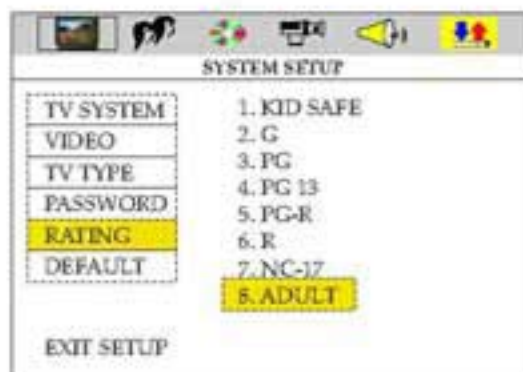 SYSTEM SETUP
TV SYSTEM
VIDEO
TV TYPE
PASSWORD
RATING
DEFAULT
EXIT SETUP
1. KID SAFE
2. G
3. PG
4. PG 13
5. PG-R
6. R
7. NC-17
8. ADULT